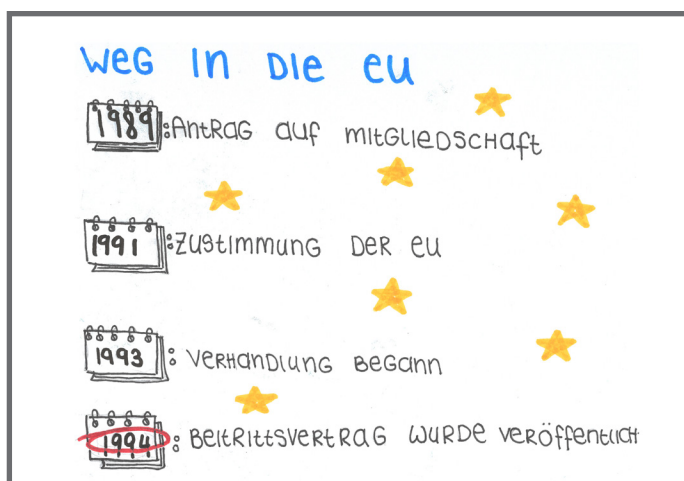 Weg in die EU
1989: Antrag auf Mitgliedschaft
1991: Zustimmung der EU
1993: Verhandlung begann
1994: Beitrittsvertrag wurde veröffentlicht